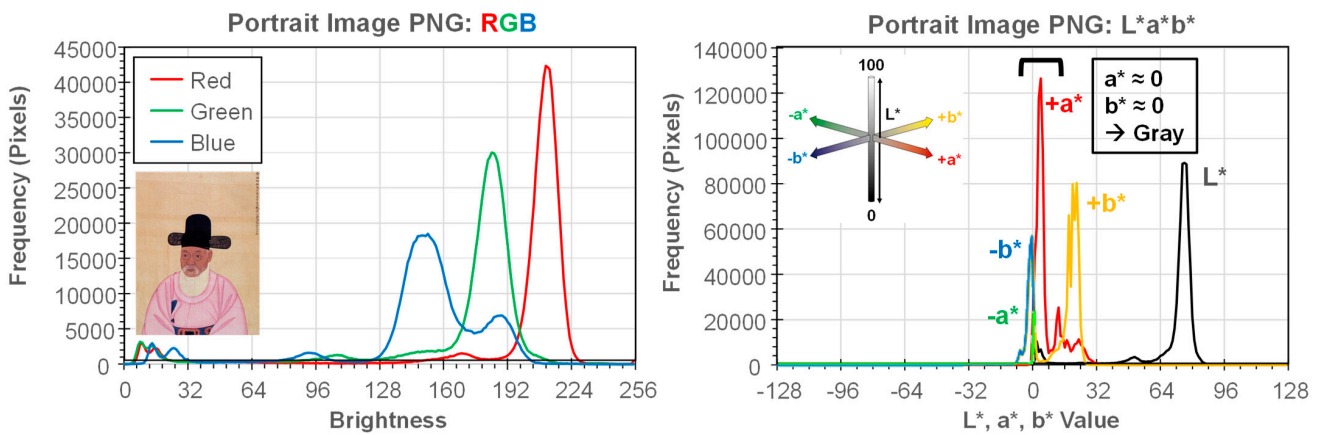 Portrait Image PNG: RGB
45000
40000
35000
30000
25000
20000
15000
10000
5000
0
Frequency (Pixels)
Red
Green
Blue
0 32 64 96 128 160 192 224 256
Brightness
Portrait Image PNG: L*a*b*
140000
120000
100000
80000
60000
40000
20000
0
Frequency (Pixels)
100
L*
-a*
+b*
-b*
+a*
0
a* ≈ 0
b* ≈ 0
→ Gray
+a*
+b*
L*
-b*
-a*
-128 -96 -64 -32 0 32 64 96 128
L*, a*, b* Value